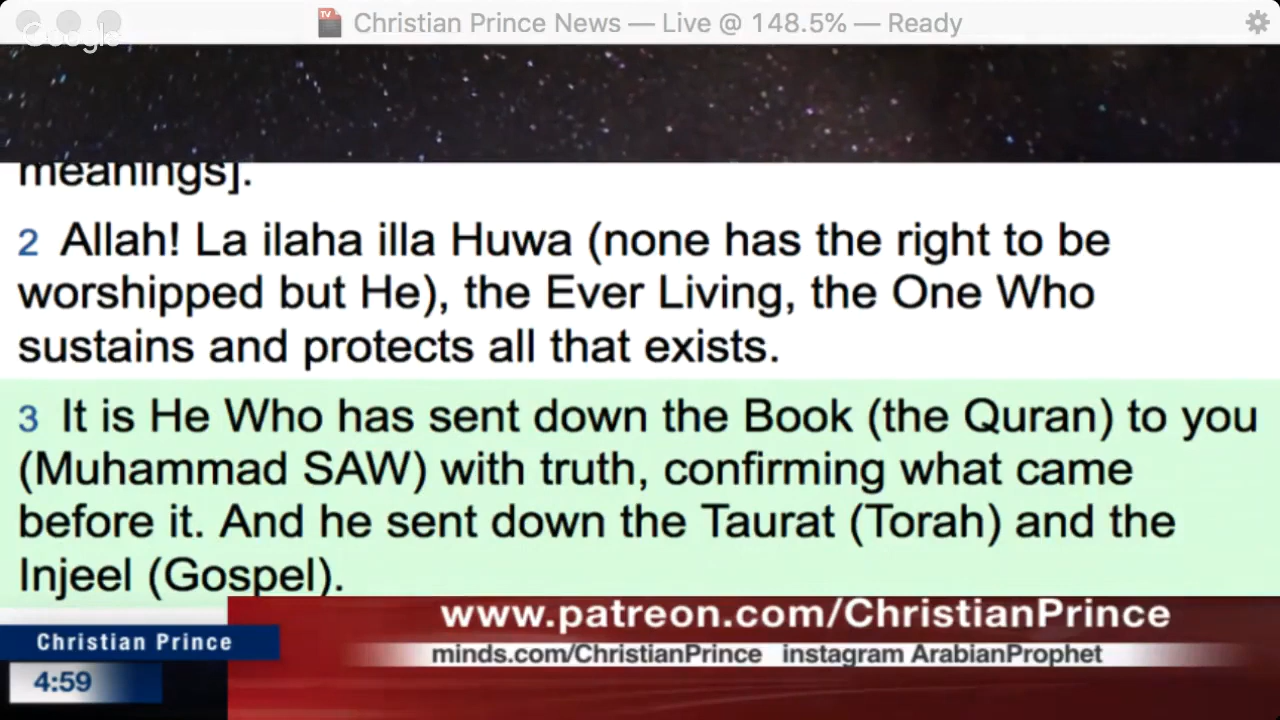 Christian Prince News — Live @ 148.5% — Ready
Google
meanings].
2 Allah! La ilaha illa Huwa (none has the right to be
worshipped but He), the Ever Living, the One Who
sustains and protects all that exists.
3 It is He Who has sent down the Book (the Quran) to you
(Muhammad SAW) with truth, confirming what came
before it. And he sent down the Taurat (Torah) and the
Injeel (Gospel).
www.patreon.com/ChristianPrince
Christian Prince
minds.com/ChristianPrince instagram ArabianProphet
4:59